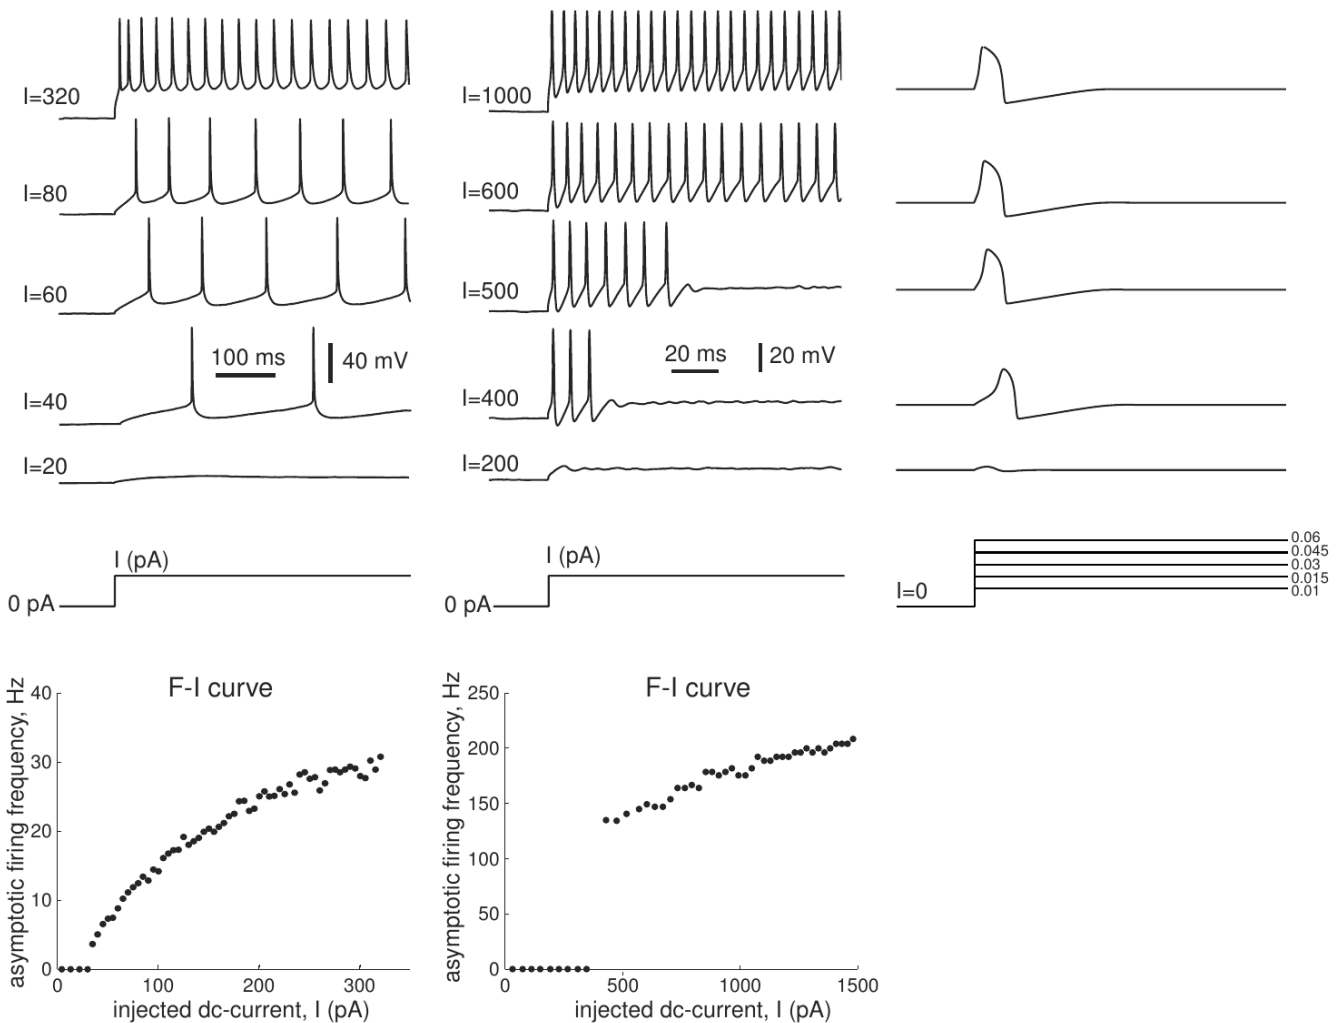 I=320
I=80
I=60
100 ms
40 mV
I=40
I=20
I (pA)
0 pA
I=1000
I=600
I=500
20 ms
20 mV
I=400
I=200
I (pA)
0 pA
I=0
0.06
0.045
0.03
0.015
0.01
F-I curve
asymptotic firing frequency, Hz
40
30
20
10
0
0 100 200 300
injected dc-current, I (pA)
F-I curve
asymptotic firing frequency, Hz
250
200
150
100
50
0
0 500 1000 1500
injected dc-current, I (pA)